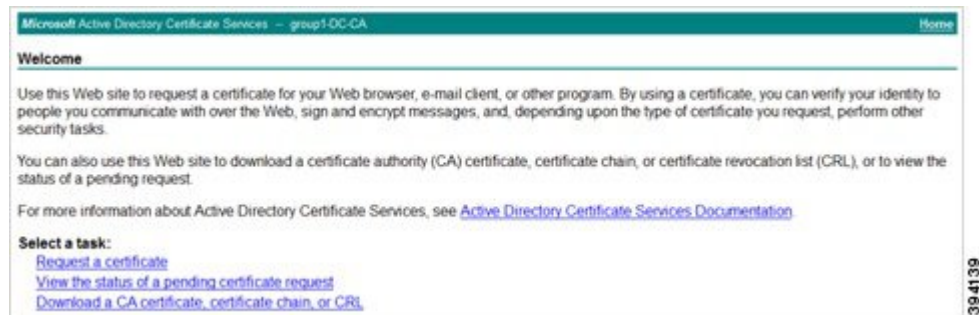 Microsoft Active Directory Certificate Services -- group1-DC-CA
Home
Welcome
Use this Web site to request a certificate for your Web browser, e-mail client, or other program. By using a certificate, you can verify your identity to
people you communicate with over the Web, sign and encrypt messages, and, depending upon the type of certificate you request, perform other
security tasks.
You can also use this Web site to download a certificate authority (CA) certificate, certificate chain, or certificate revocation list (CRL), or to view the
status of a pending request.
For more information about Active Directory Certificate Services, see Active Directory Certificate Services Documentation.
Select a task:
Request a certificate
View the status of a pending certificate request
Download a CA certificate, certificate chain, or CRL
394139